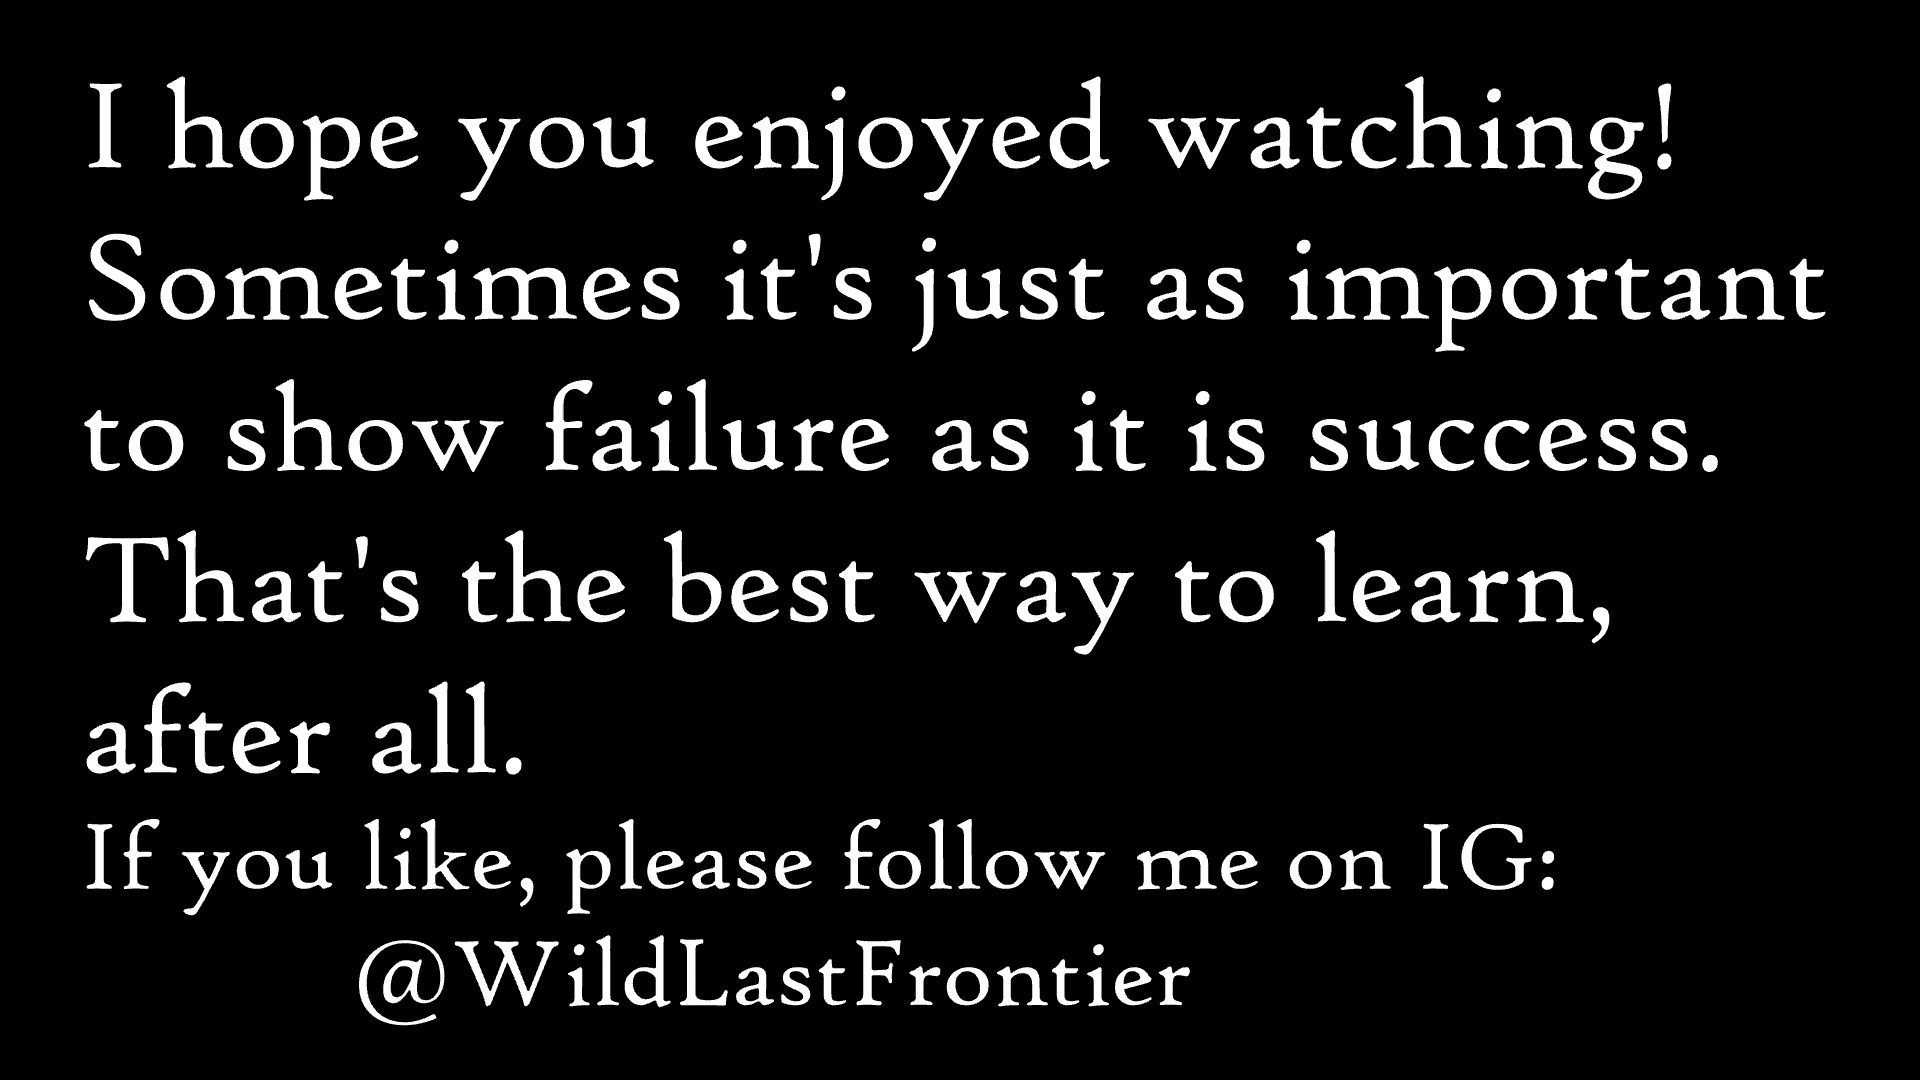 I hope you enjoyed watching!
Sometimes it's just as important
to show failure as it is success.
That's the best way to learn,
after all.
If you like, please follow me on IG:
@WildLastFrontier